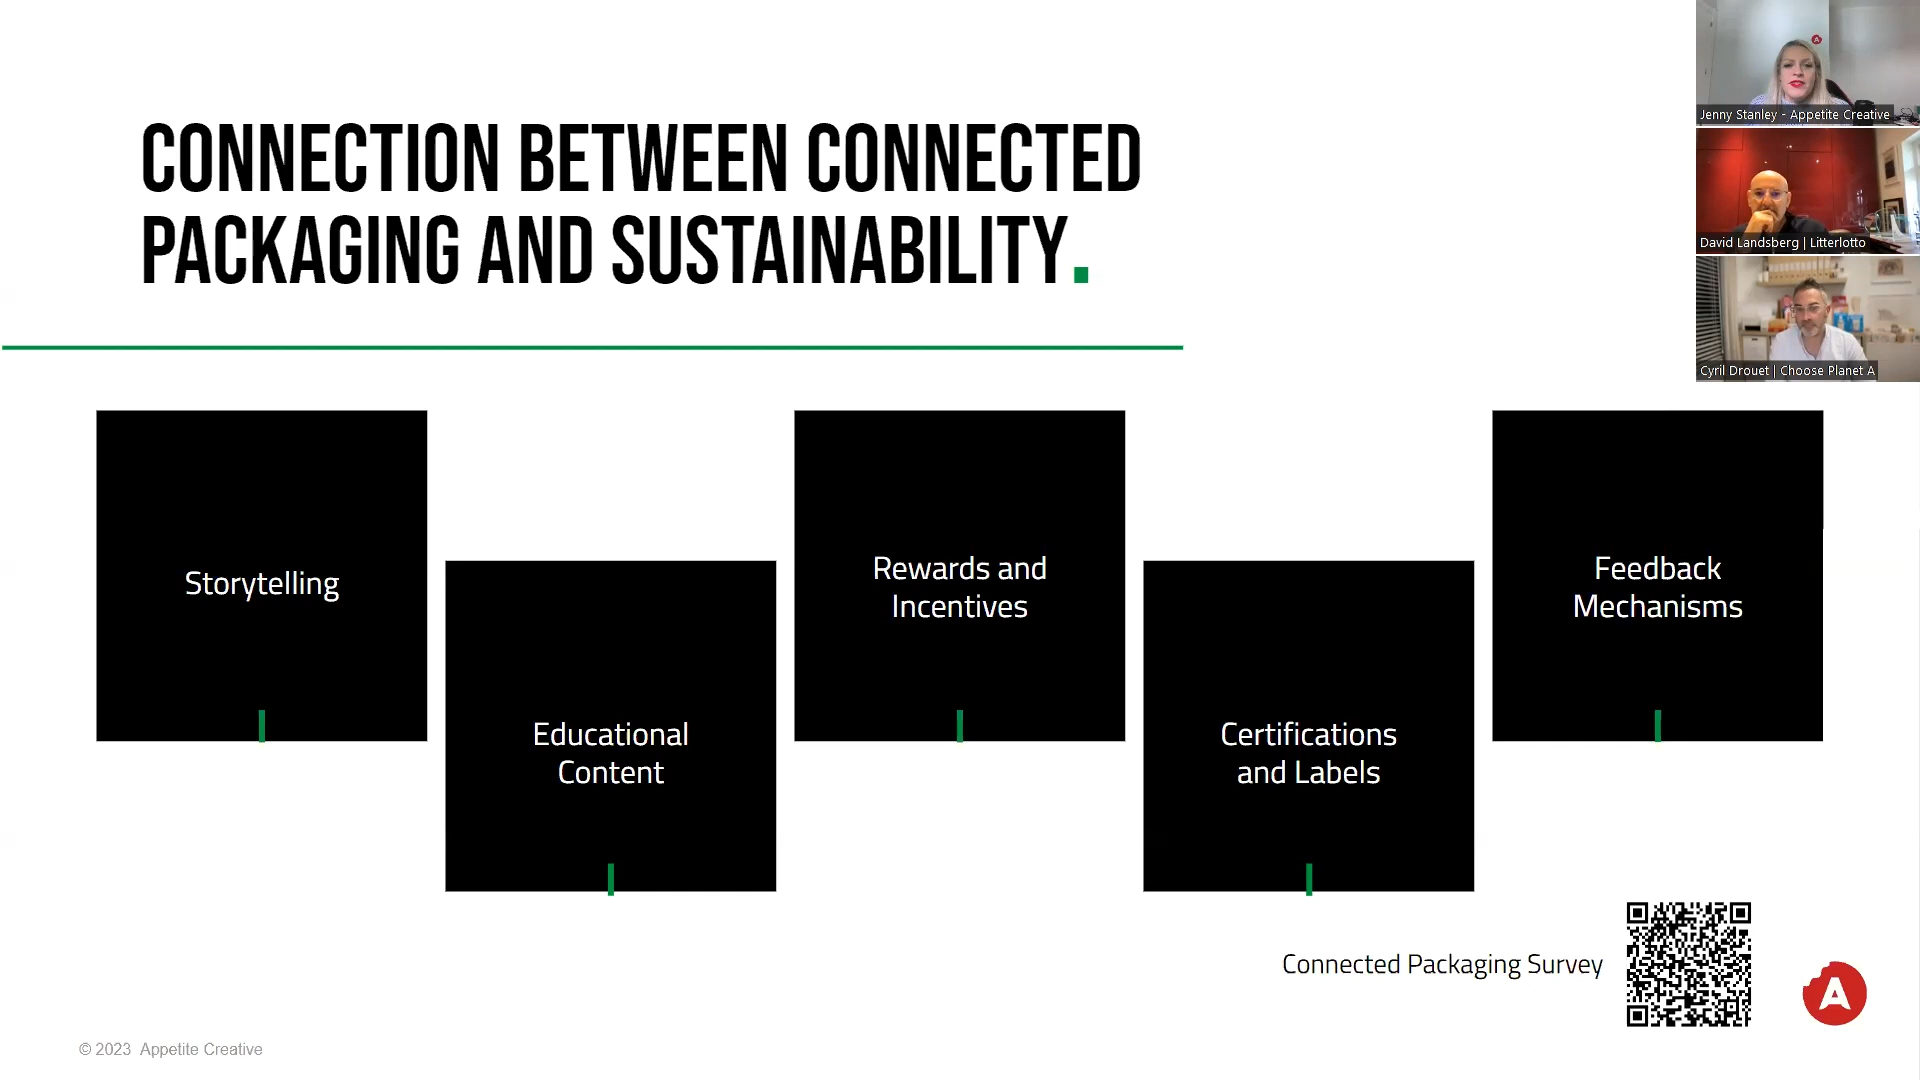 CONNECTION BETWEEN CONNECTED
PACKAGING AND SUSTAINABILITY.
Jenny Stanley - Appetite Creative
David Landsberg | Litterlotto
Cyril Drouet | Choose Planet A
Storytelling
Educational
Content
Rewards and
Incentives
Certifications
and Labels
Feedback
Mechanisms
Connected Packaging Survey
A
© 2023 Appetite Creative